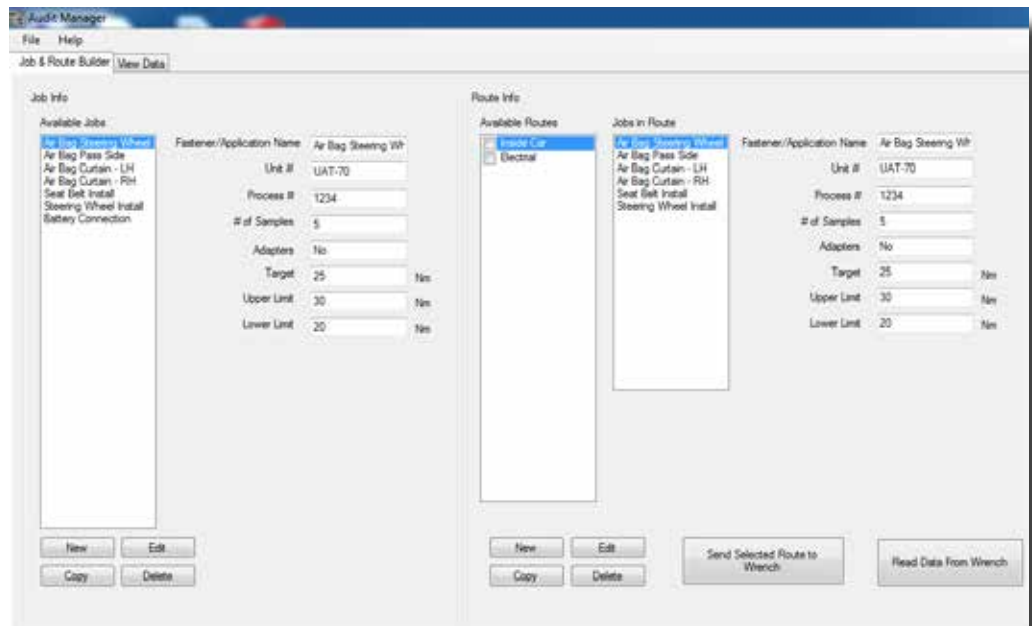 Audit Manager
File Help
Job & Route Builder View Data
Job Info
Available Jobs
Air Bag Steering Wheel
Air Bag Pass Side
Air Bag Curtain - LH
Air Bag Curtain - RH
Seat Belt Install
Steering Wheel Install
Battery Connection
Fastener/Application Name Air Bag Steering Wh
Unit # UAT-70
Process # 1234
# of Samples 5
Adapters No
Target 25 Nm
Upper Limit 30 Nm
Lower Limit 20 Nm
New Edit
Copy Delete
Route Info
Available Routes
Inside Car
Electrial
Jobs in Route
Air Bag Steering Wheel
Air Bag Pass Side
Air Bag Curtain - LH
Air Bag Curtain - RH
Seat Belt Install
Steering Wheel Install
Fastener/Application Name Air Bag Steering Wh
Unit # UAT-70
Process # 1234
# of Samples 5
Adapters No
Target 25 Nm
Upper Limit 30 Nm
Lower Limit 20 Nm
New Edit
Copy Delete
Send Selected Route to
Wrench
Read Data From Wrench